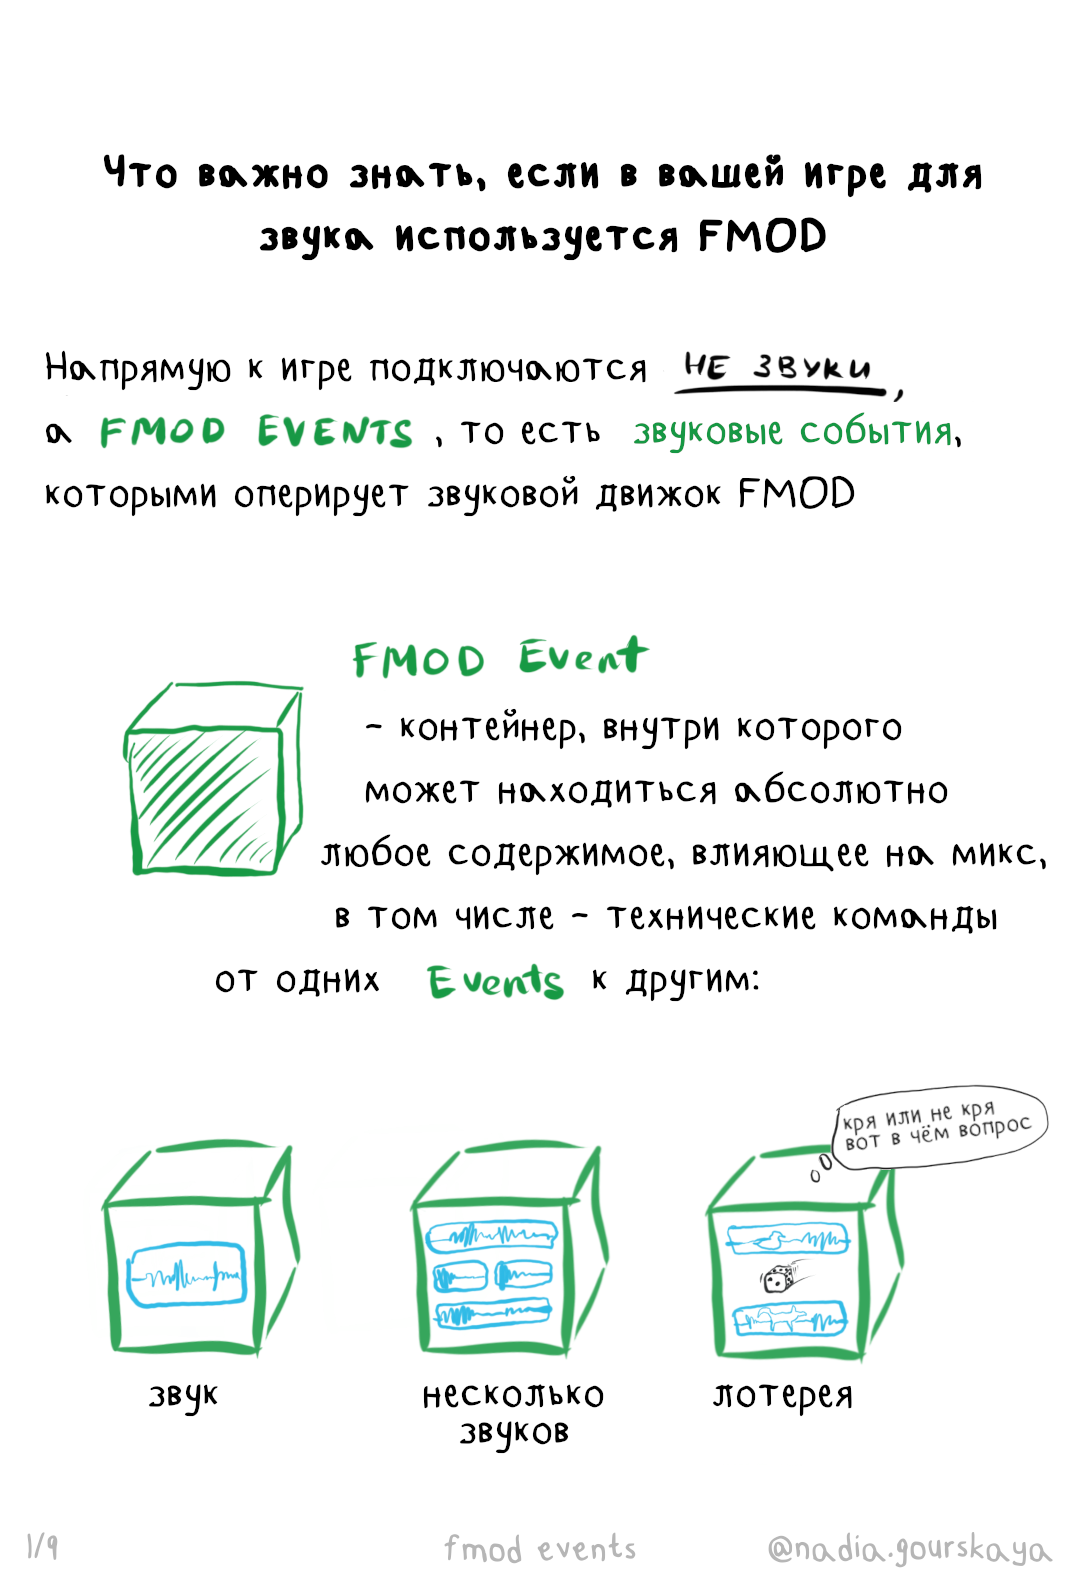 Что важно знать, если в вашей игре для
звука используется FMOD
Напрямую к игре подключаются НЕ ЗВУКИ,
а FMOD EVENTS, то есть звуковые события,
которыми оперирует звуковой движок FMOD
FMOD Event
- контейнер, внутри которого
может находиться абсолютно
любое содержимое, влияющее на микс,
в том числе - технические команды
от одних Events к другим:
кря или не кря
вот в чём вопрос
звук
несколько
звуков
лотерея
1/9
fmod events
@nadia.gourskaya